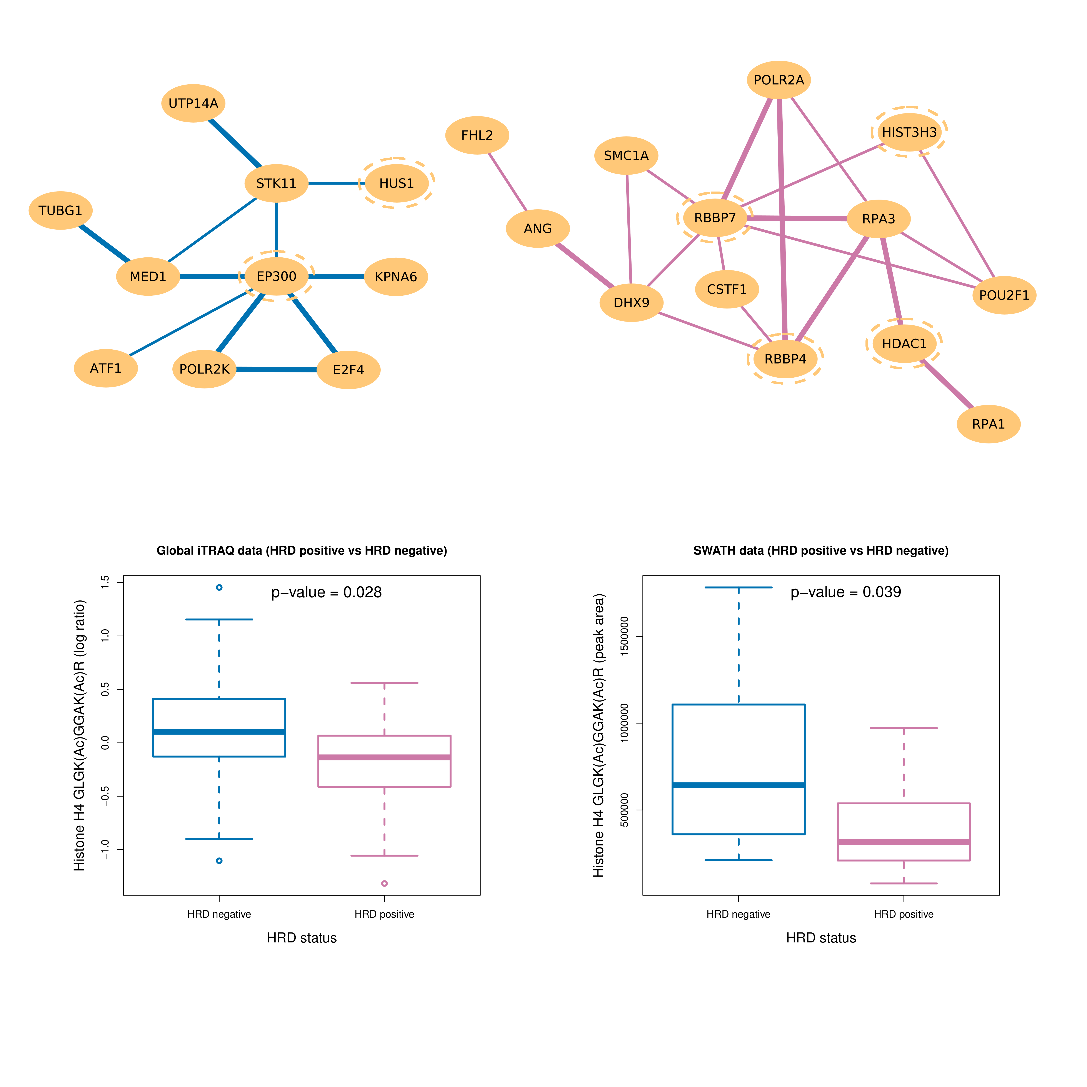 POLR2A
UTP14A
HIST3H3
FHL2
SMC1A
STK11
HUS1
TUBG1
RBBP7
RPA3
ANG
MED1
EP300
KPNA6
CSTF1
POU2F1
DHX9
HDAC1
RBBP4
ATF1
POLR2K
E2F4
RPA1
Global iTRAQ data (HRD positive vs HRD negative)
p−value = 0.028
Histone H4 GLGK(Ac)GGAK(Ac)R (log ratio)
1.5
1.0
0.5
0.0
−0.5
−1.0
HRD negative
HRD positive
HRD status
SWATH data (HRD positive vs HRD negative)
p−value = 0.039
Histone H4 GLGK(Ac)GGAK(Ac)R (peak area)
1500000
1000000
500000
HRD negative
HRD positive
HRD status